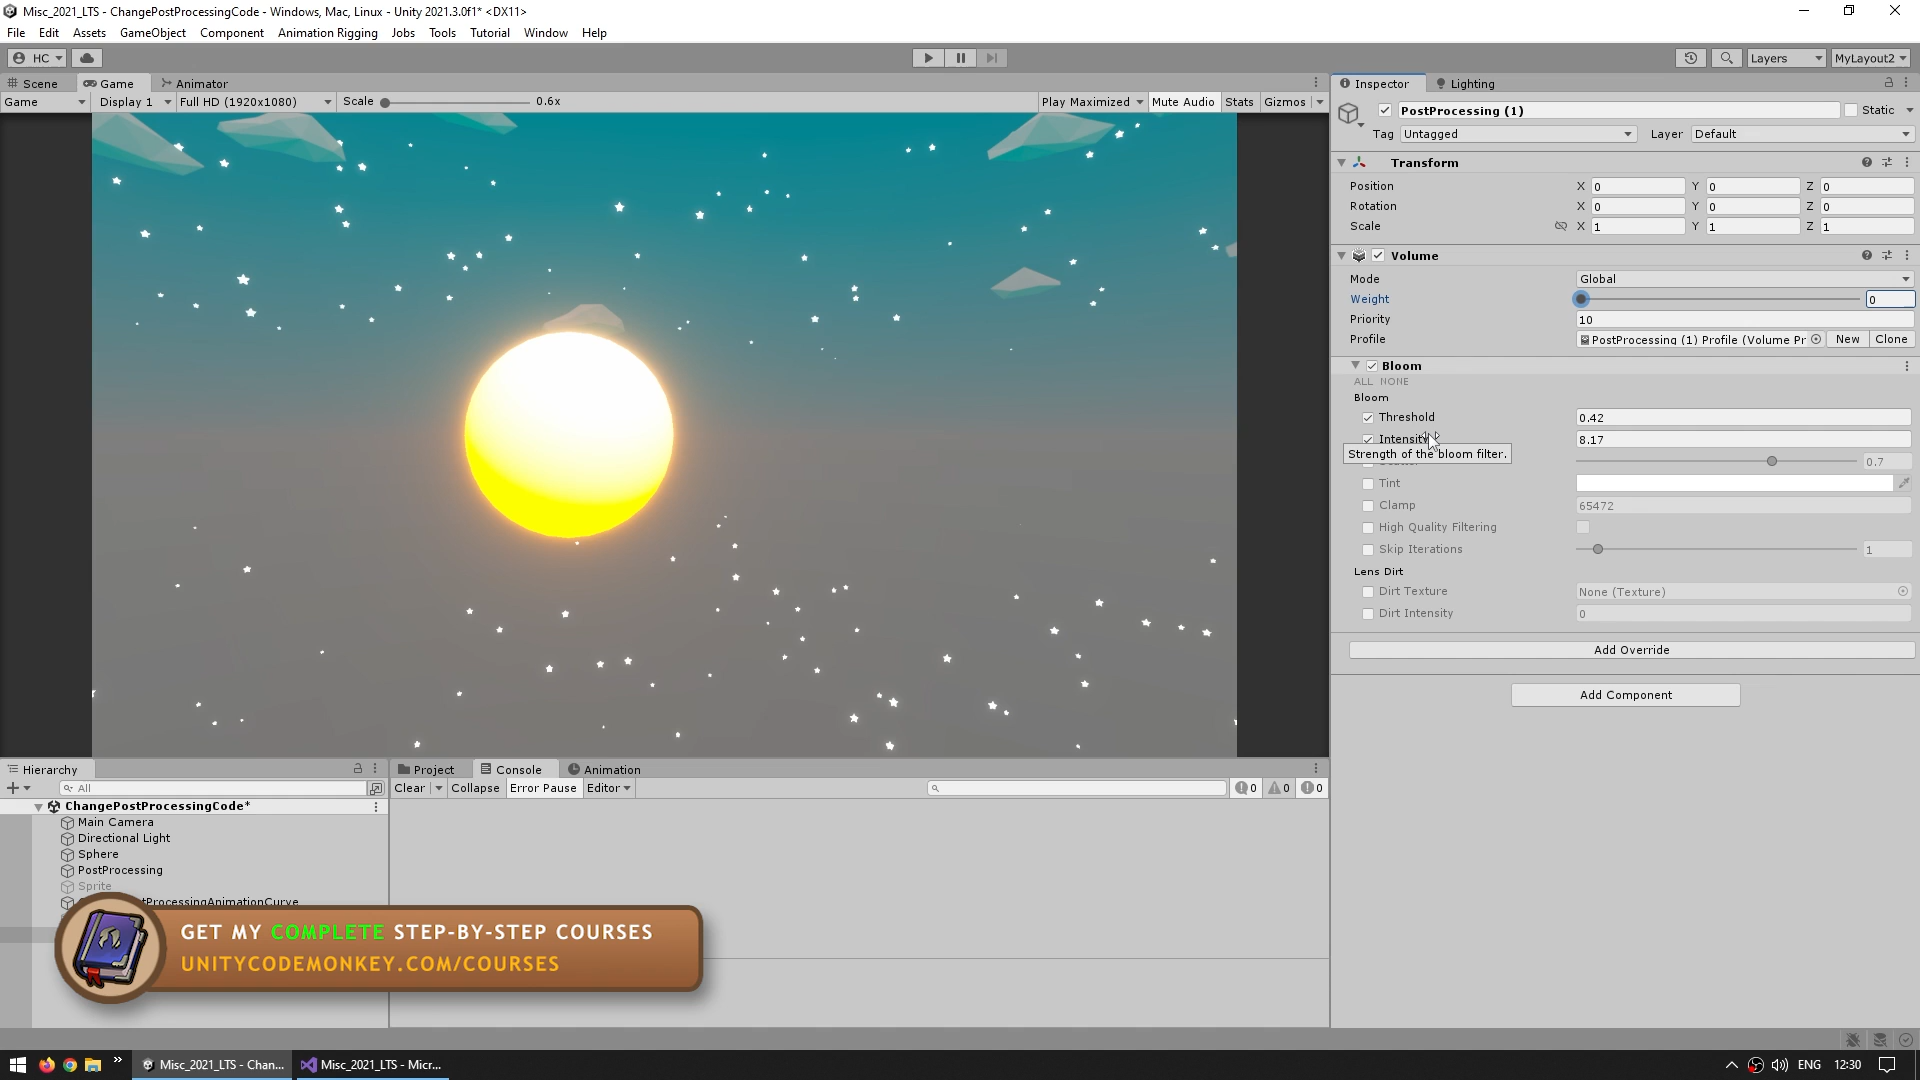 Misc_2021_LTS - ChangePostProcessingCode - Windows, Mac, Linux - Unity 2021.3.0f1* <DX11>
File Edit Assets GameObject Component Animation Rigging Jobs Tools Tutorial Window Help
HC Layers MyLayout2
Scene Game Animator
Game Display 1 Full HD (1920x1080) Scale 0.6x Play Maximized Mute Audio Stats Gizmos
Inspector Lighting
PostProcessing (1) Static
Tag Untagged Layer Default
Transform
Position X 0 Y 0 Z 0
Rotation X 0 Y 0 Z 0
Scale X 1 Y 1 Z 1
Volume
Mode Global
Weight 0
Priority 10
Profile PostProcessing (1) Profile (Volume Pr New Clone
Bloom
ALL NONE
Bloom
Threshold 0.42
Intensity 8.17
Strength of the bloom filter.
0.7
Tint
Clamp 65472
High Quality Filtering
Skip Iterations 1
Lens Dirt
Dirt Texture None (Texture)
Dirt Intensity 0
Add Override
Add Component
Hierarchy
All
ChangePostProcessingCode*
Main Camera
Directional Light
Sphere
PostProcessing
Sprite
tProcessingAnimationCurve
Project Console Animation
Clear Collapse Error Pause Editor 0 0 0
GET MY COMPLETE STEP-BY-STEP COURSES
UNITYCODEMONKEY.COM/COURSES
Misc_2021_LTS - Chan... Misc_2021_LTS - Micr... ENG 12:30